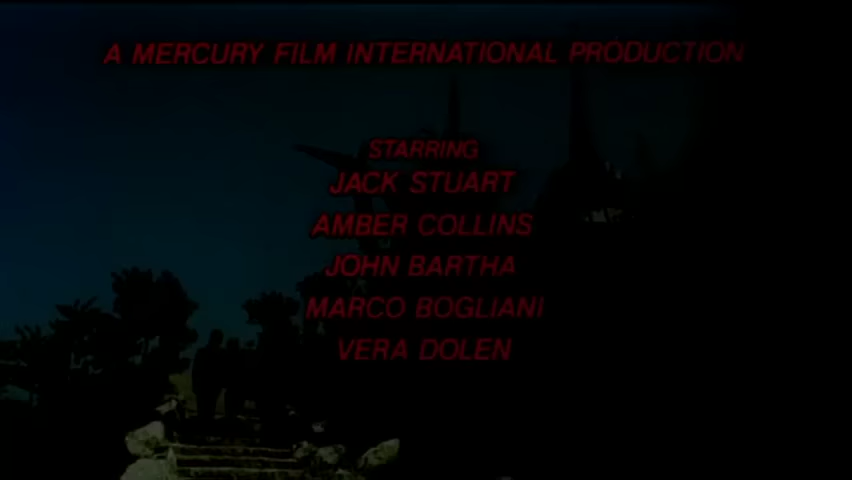 A MERCURY FILM INTERNATIONAL PRODUCTION
STARRING
JACK STUART
AMBER COLLINS
JOHN BARTHA
MARCO BOGLIANI
VERA DOLEN